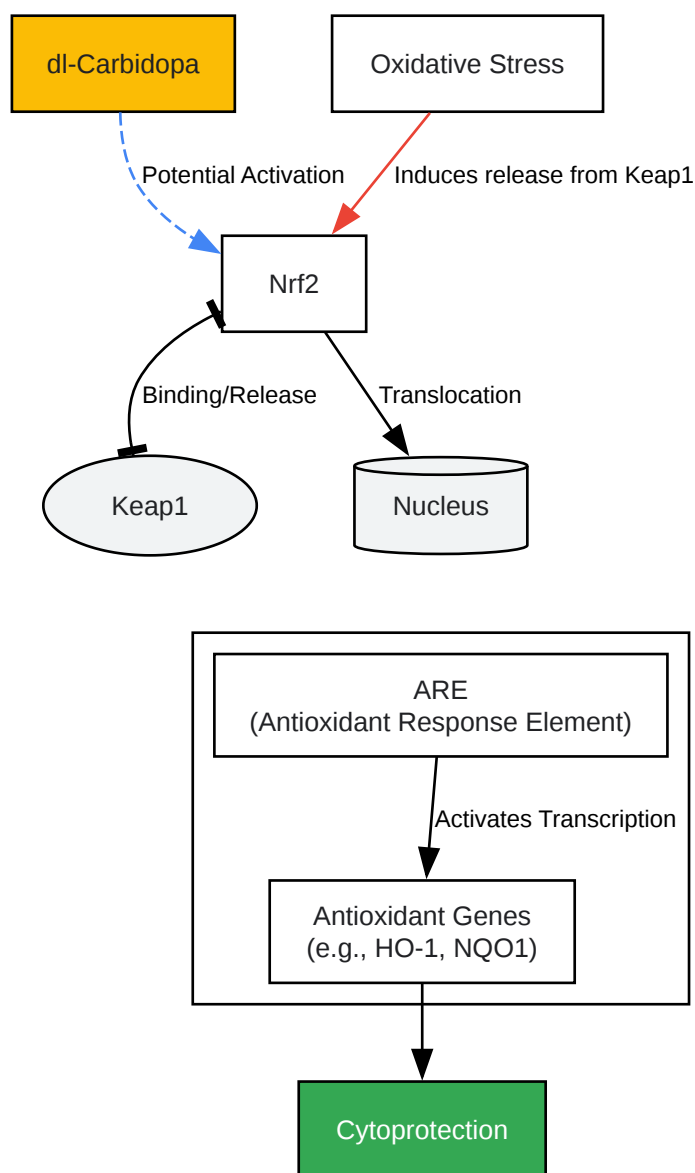 dl-Carbidopa
Oxidative Stress
Potential Activation
Induces release from Keap1
Nrf2
Binding/Release
Translocation
Keap1
Nucleus
ARE
(Antioxidant Response Element)
Activates Transcription
Antioxidant Genes
(e.g., HO-1, NQO1)
Cytoprotection